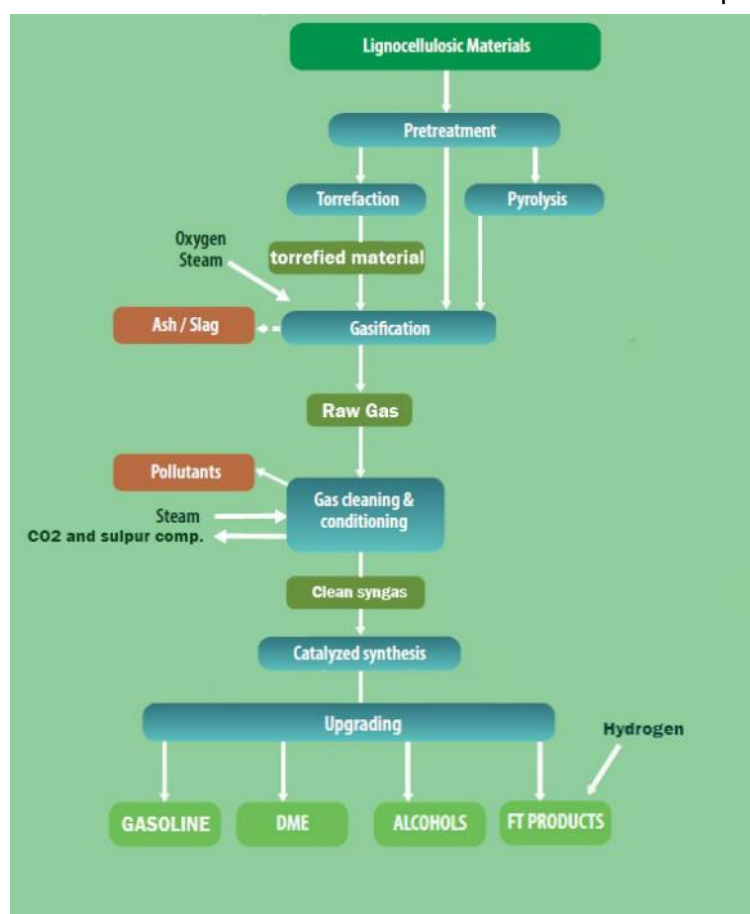 Lignocellulosic Materials
Pretreatment
Torrefaction
Pyrolysis
Oxygen
Steam
torrefied material
Ash / Slag
Gasification
Raw Gas
Pollutants
Gas cleaning &
conditioning
Steam
CO2 and sulpur comp.
Clean syngas
Catalyzed synthesis
Upgrading
Hydrogen
GASOLINE
DME
ALCOHOLS
FT PRODUCTS